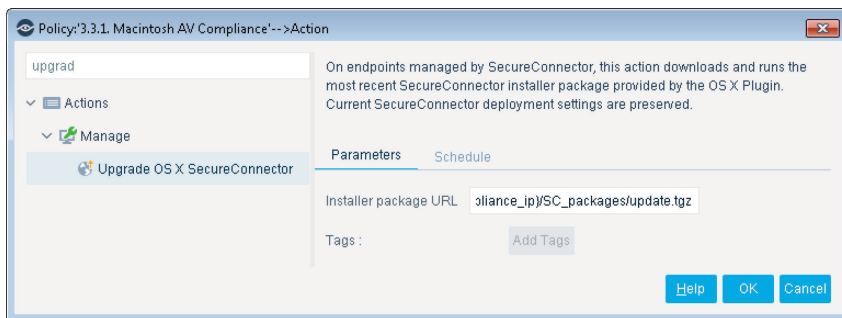 Policy:'3.3.1. Macintosh AV Compliance'-->Action
upgrad
Actions
Manage
Upgrade OS X SecureConnector
On endpoints managed by SecureConnector, this action downloads and runs the
most recent SecureConnector installer package provided by the OS X Plugin.
Current SecureConnector deployment settings are preserved.
Parameters Schedule
Installer package URL pliance_ip)/SC_packages/update.tgz
Tags : Add Tags
Help OK Cancel